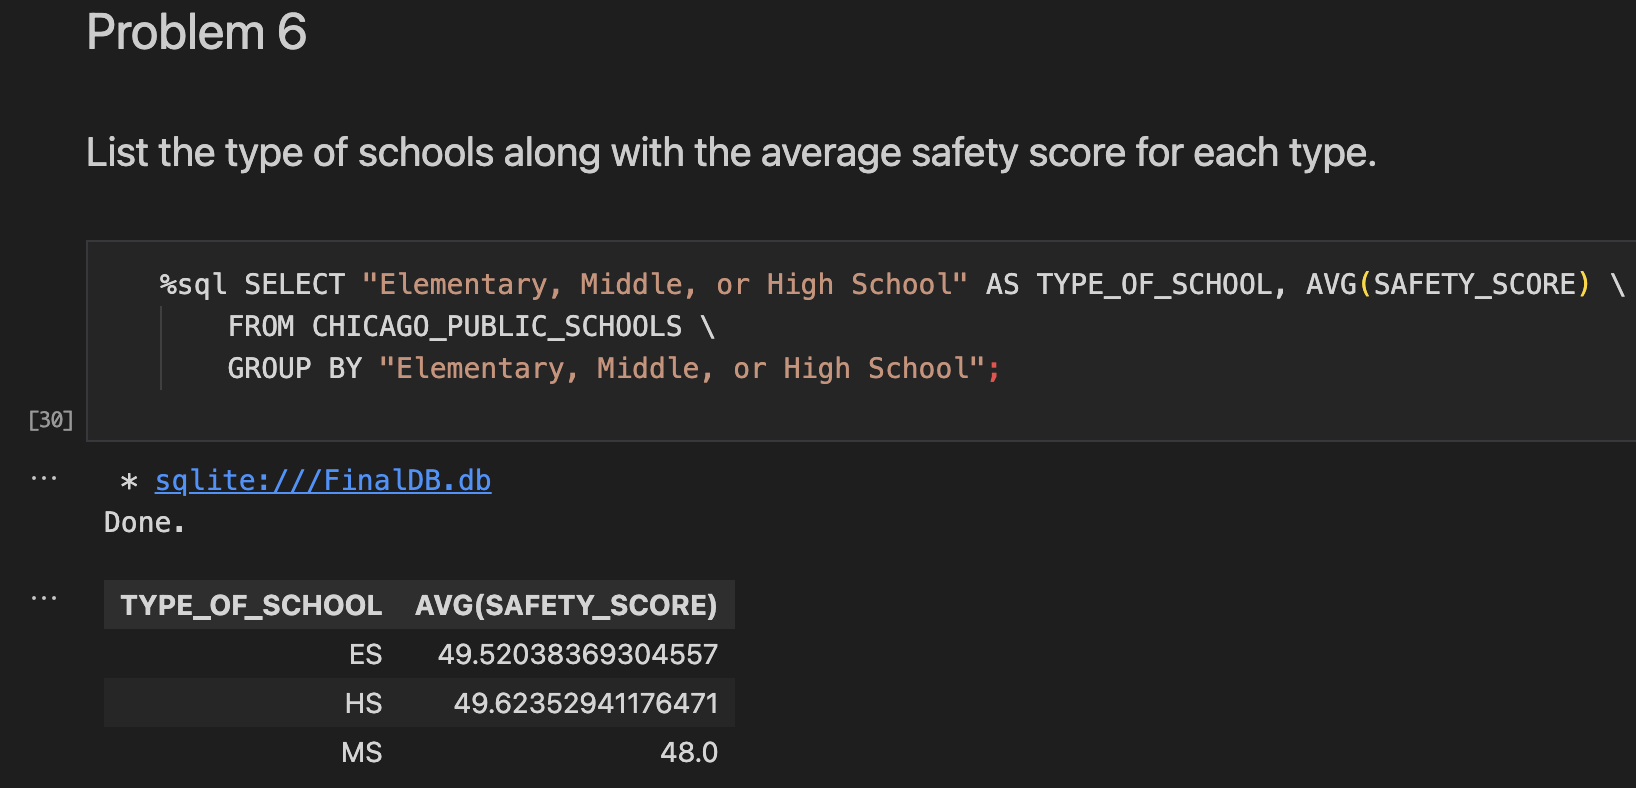 Problem 6
List the type of schools along with the average safety score for each type.
%sql SELECT "Elementary, Middle, or High School" AS TYPE_OF_SCHOOL, AVG(SAFETY_SCORE) \
FROM CHICAGO_PUBLIC_SCHOOLS \
GROUP BY "Elementary, Middle, or High School";
[30]
... * sqlite:///FinalDB.db
Done.
... TYPE_OF_SCHOOL AVG(SAFETY_SCORE)
ES 49.52038369304557
HS 49.62352941176471
MS 48.0